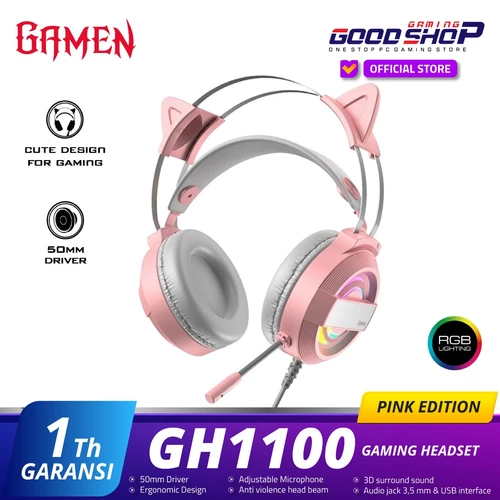 GAMEN
GAMING
GOOD SHOP
ONE STOP PC GAMING STORE
OFFICIAL STORE
CUTE DESIGN
FOR GAMING
50MM
DRIVER
RGB
LIGHTING
PINK EDITION
1Th
GARANSI
GH1100 GAMING HEADSET
• 50mm Driver
• Ergonomic Design
• Adjustable Microphone
• Anti violence head beam
• 3D surround sound
• Audio jack 3,5 mm & USB interface